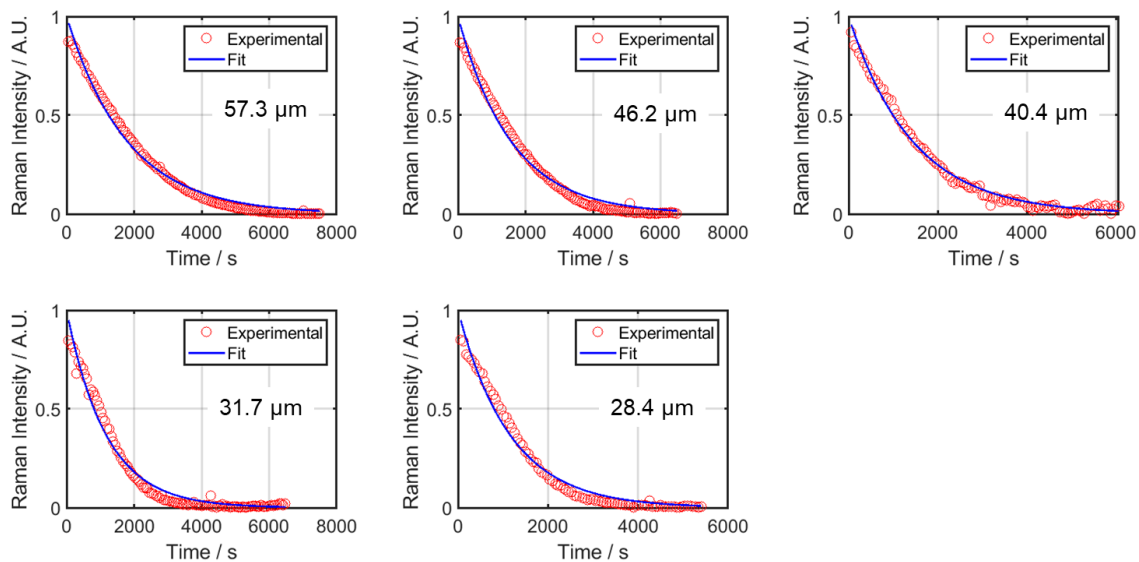 1
0.5
0
Raman Intensity / A.U.
Experimental
Fit
57.3 µm
0 2000 4000 6000 8000
Time / s
1
0.5
0
Raman Intensity / A.U.
Experimental
Fit
46.2 µm
0 2000 4000 6000 8000
Time / s
1
0.5
0
Raman Intensity / A.U.
Experimental
Fit
40.4 µm
0 2000 4000 6000
Time / s
1
0.5
0
Raman Intensity / A.U.
Experimental
Fit
31.7 µm
0 2000 4000 6000 8000
Time / s
1
0.5
0
Raman Intensity / A.U.
Experimental
Fit
28.4 µm
0 2000 4000 6000
Time / s